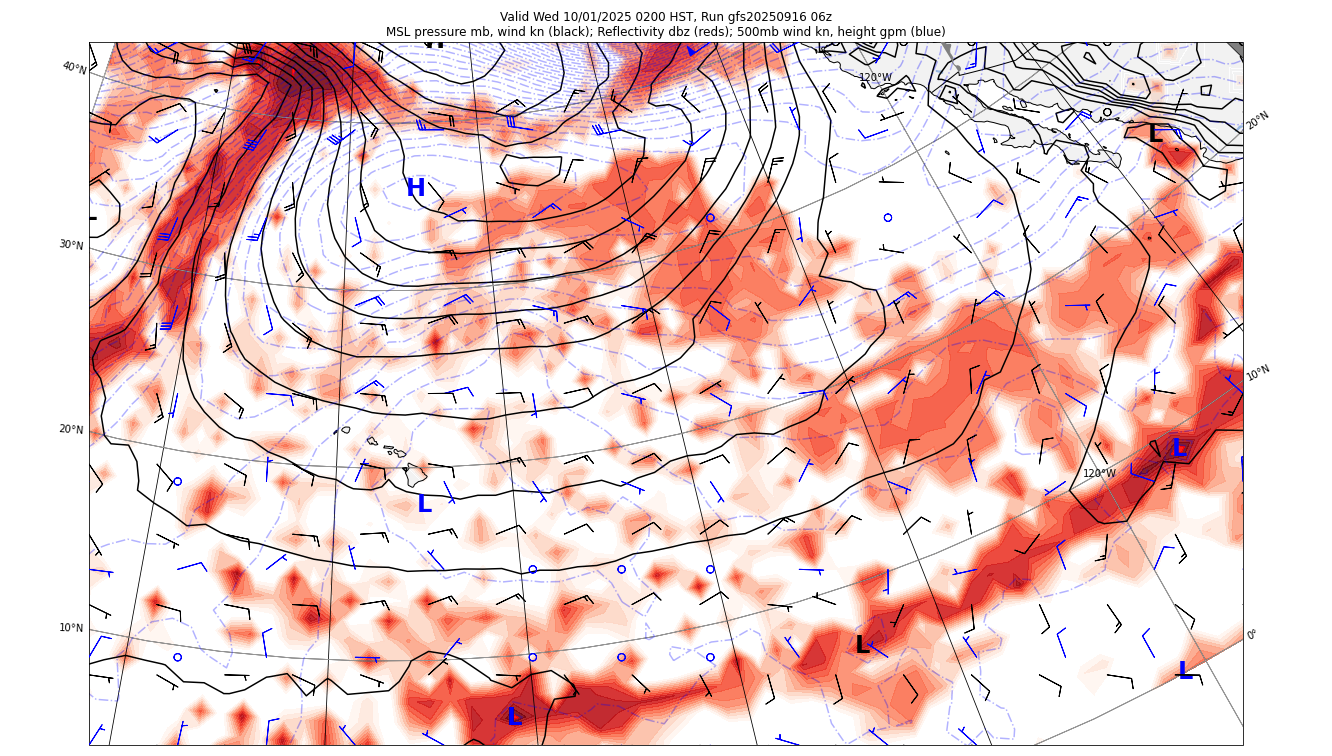 Valid Wed 10/01/2025 0200 HST, Run gfs20250916 06z
MSL pressure mb, wind kn (black); Reflectivity dbz (reds); 500mb wind kn, height gpm (blue)
40°N
120°W
20°N
L
H
30°N
10°N
20°N
L
120°W
L
10°N
0°
L
L
L